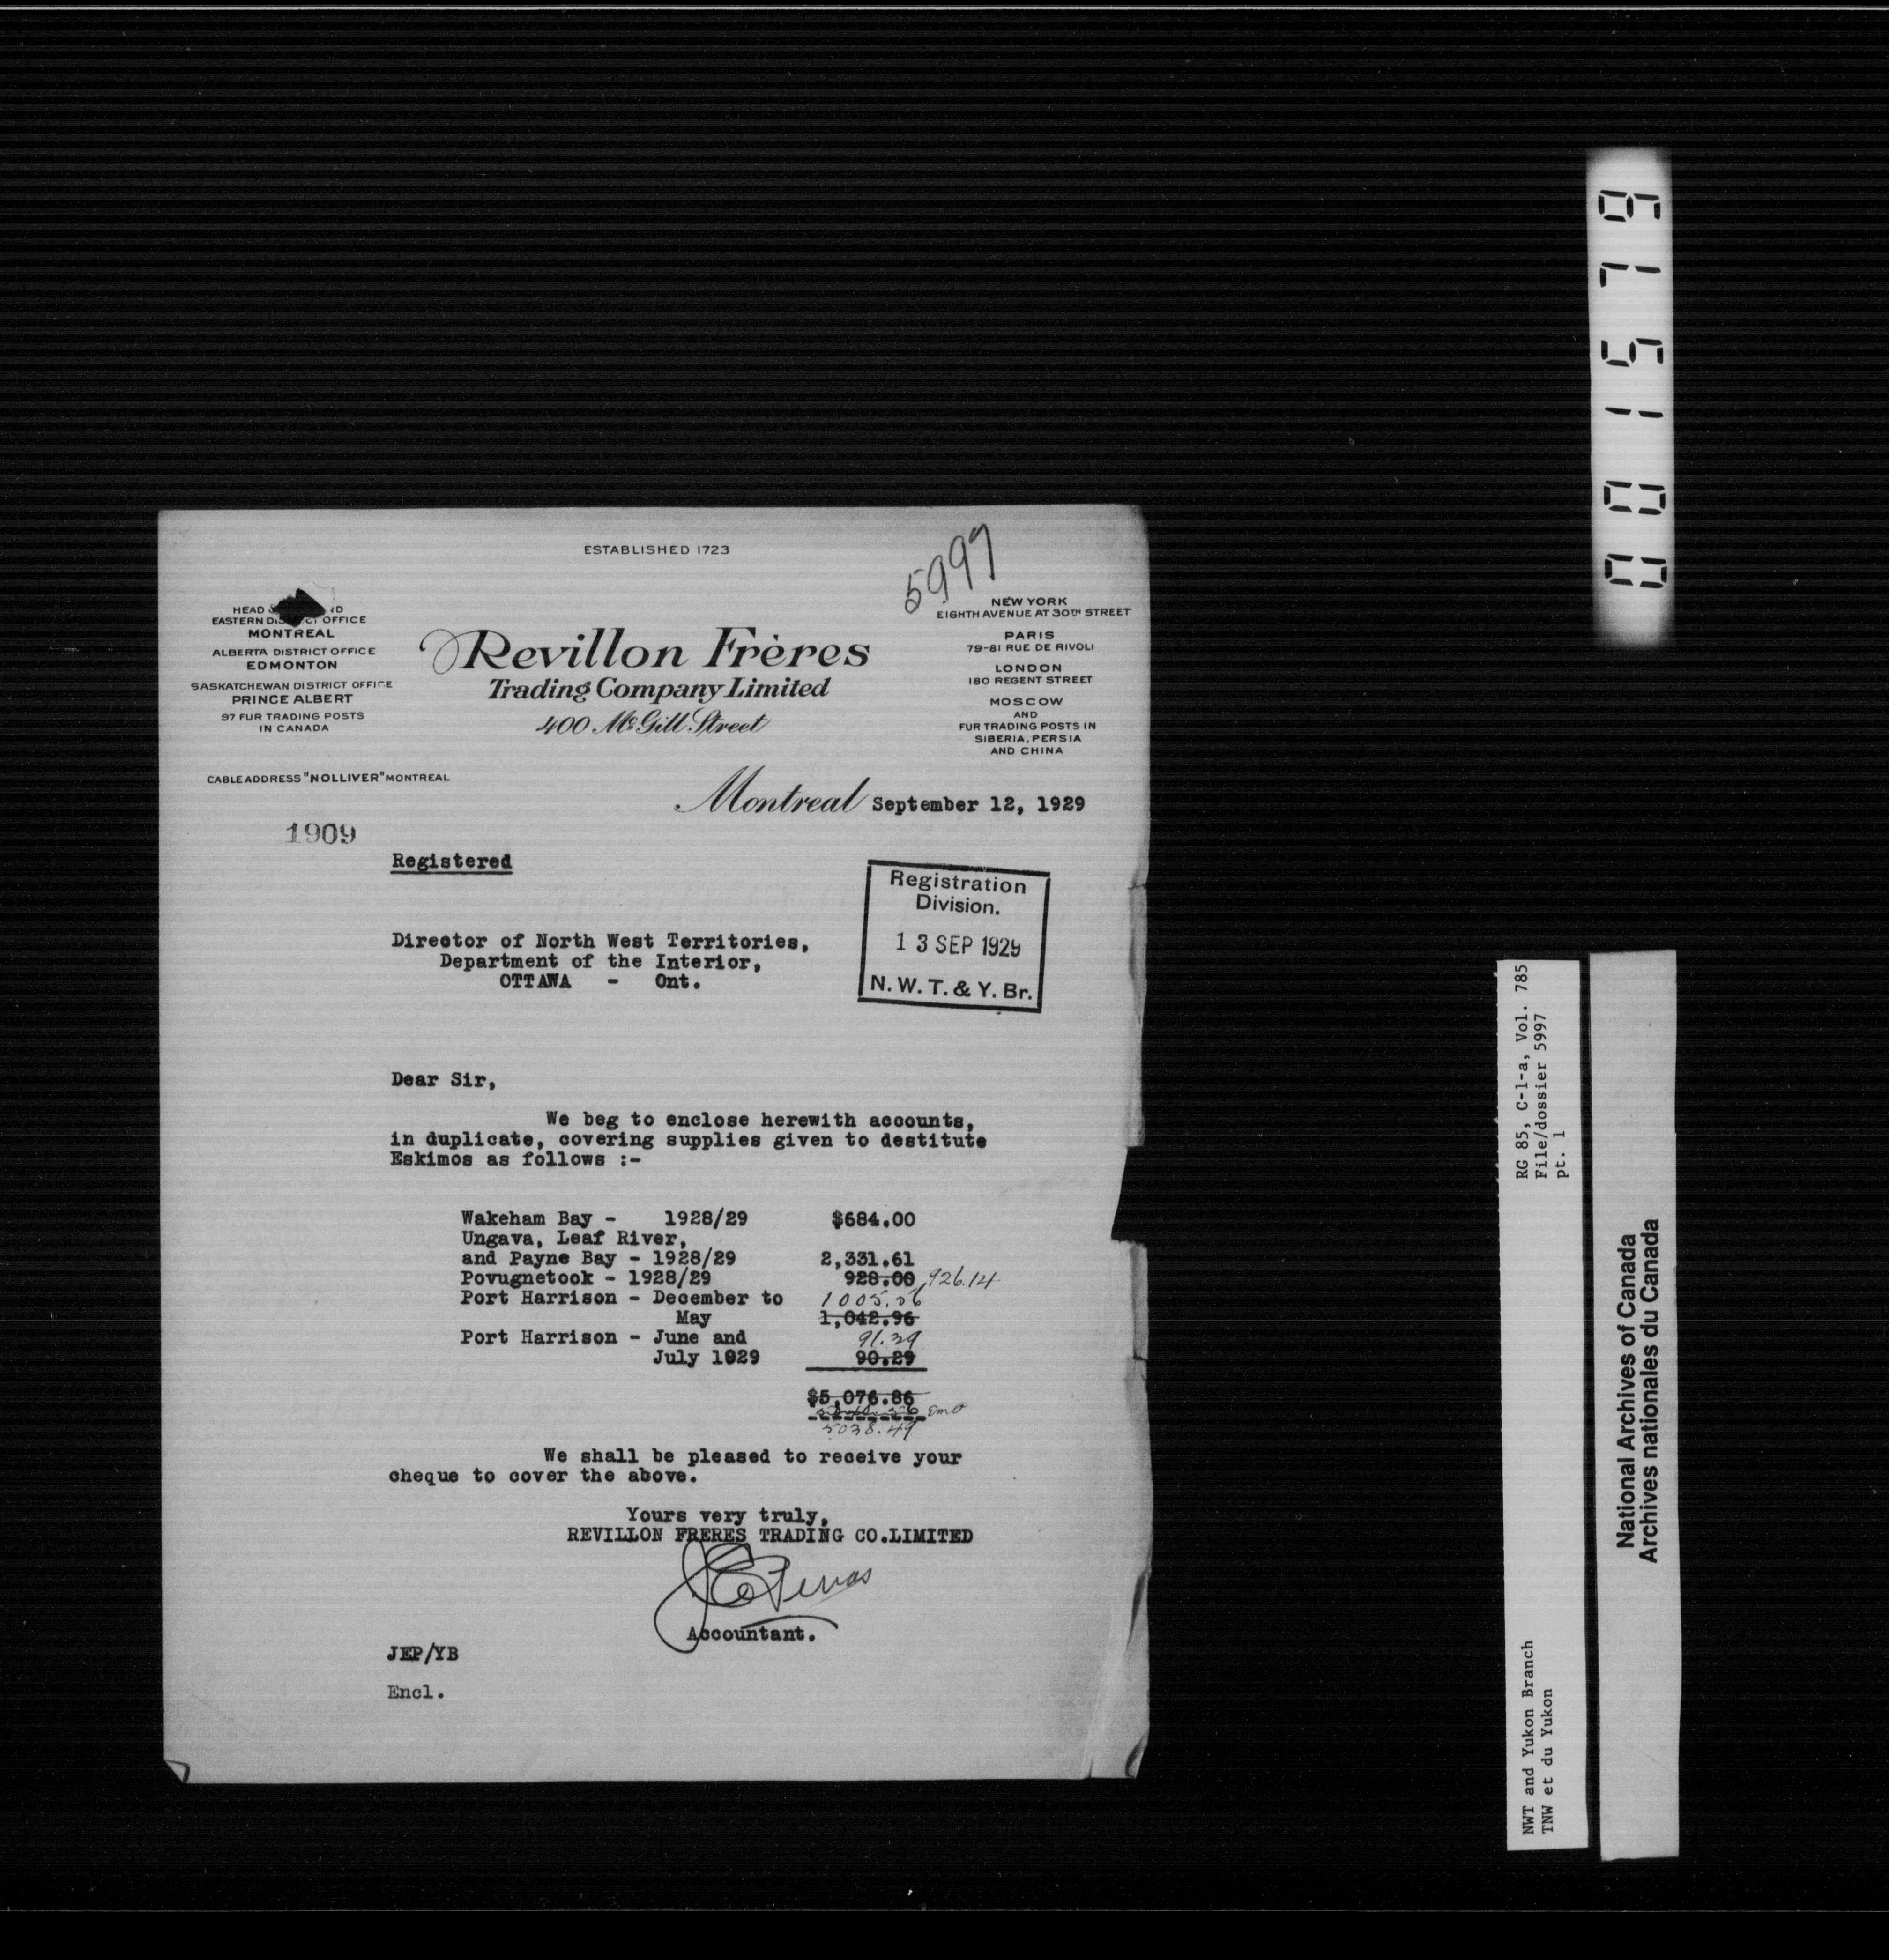 ESTABLISHED 1723
5997
HEAD
EASTERN DISTRICT OFFICE
MONTREAL
ALBERTA DISTRICT OFFICE
EDMONTON
SASKATCHEWAN DISTRICT OFFICE
PRINCE ALBERT
97 FUR TRADING POSTS
IN CANADA
Revillon Frères
Trading Company Limited
400 McGill Street
NEW YORK
EIGHTH AVENUE AT 30TH STREET
PARIS
79-81 RUE DE RIVOLI
LONDON
180 REGENT STREET
MOSCOW
AND
FUR TRADING POSTS IN
SIBERIA, PERSIA
AND CHINA
CABLE ADDRESS "NOLLIVER" MONTREAL
Montreal September 12, 1929
1909
Registered
Registration
Division.
13 SEP 1929
N. W. T. & Y. Br.
Director of North West Territories,
Department of the Interior,
OTTAWA - Ont.
Dear Sir,
We beg to enclose herewith accounts,
in duplicate, covering supplies given to destitute
Eskimos as follows :-
Wakeham Bay - 1928/29 $684.00
Ungava, Leaf River,
and Payne Bay - 1928/29 2,331.61
Povugnetook - 1928/29 928.00 926.14
Port Harrison - December to 1005.36
May 1,042.96
Port Harrison - June and 91.39
July 1929 90.29
$5,076.86
5038.49
We shall be pleased to receive your
cheque to cover the above.
Yours very truly,
REVILLON FRERES TRADING CO.LIMITED
Accountant.
JEP/YB
Encl.
001519
RG 85, C-1-a, Vol. 785
File/dossier 5997
pt. 1
NWT and Yukon Branch
TNW et du Yukon
National Archives of Canada
Archives nationales du Canada